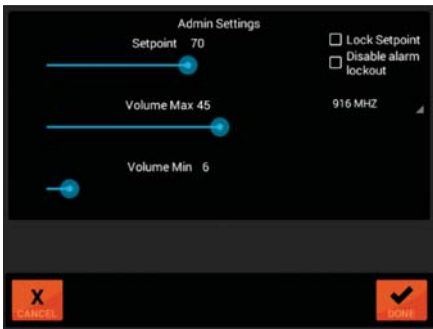 Admin Settings
Setpoint 70
Lock Setpoint
Disable alarm
lockout
Volume Max 45
916 MHZ
Volume Min 6
X
CANCEL
DONE